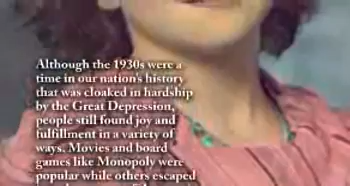 Although the 1930s were a
time in our nation's history
that was cloaked in hardship
by the Great Depression,
people still found joy and
fulfillment in a variety of
ways. Movies and board
games like Monopoly were
popular while others escaped